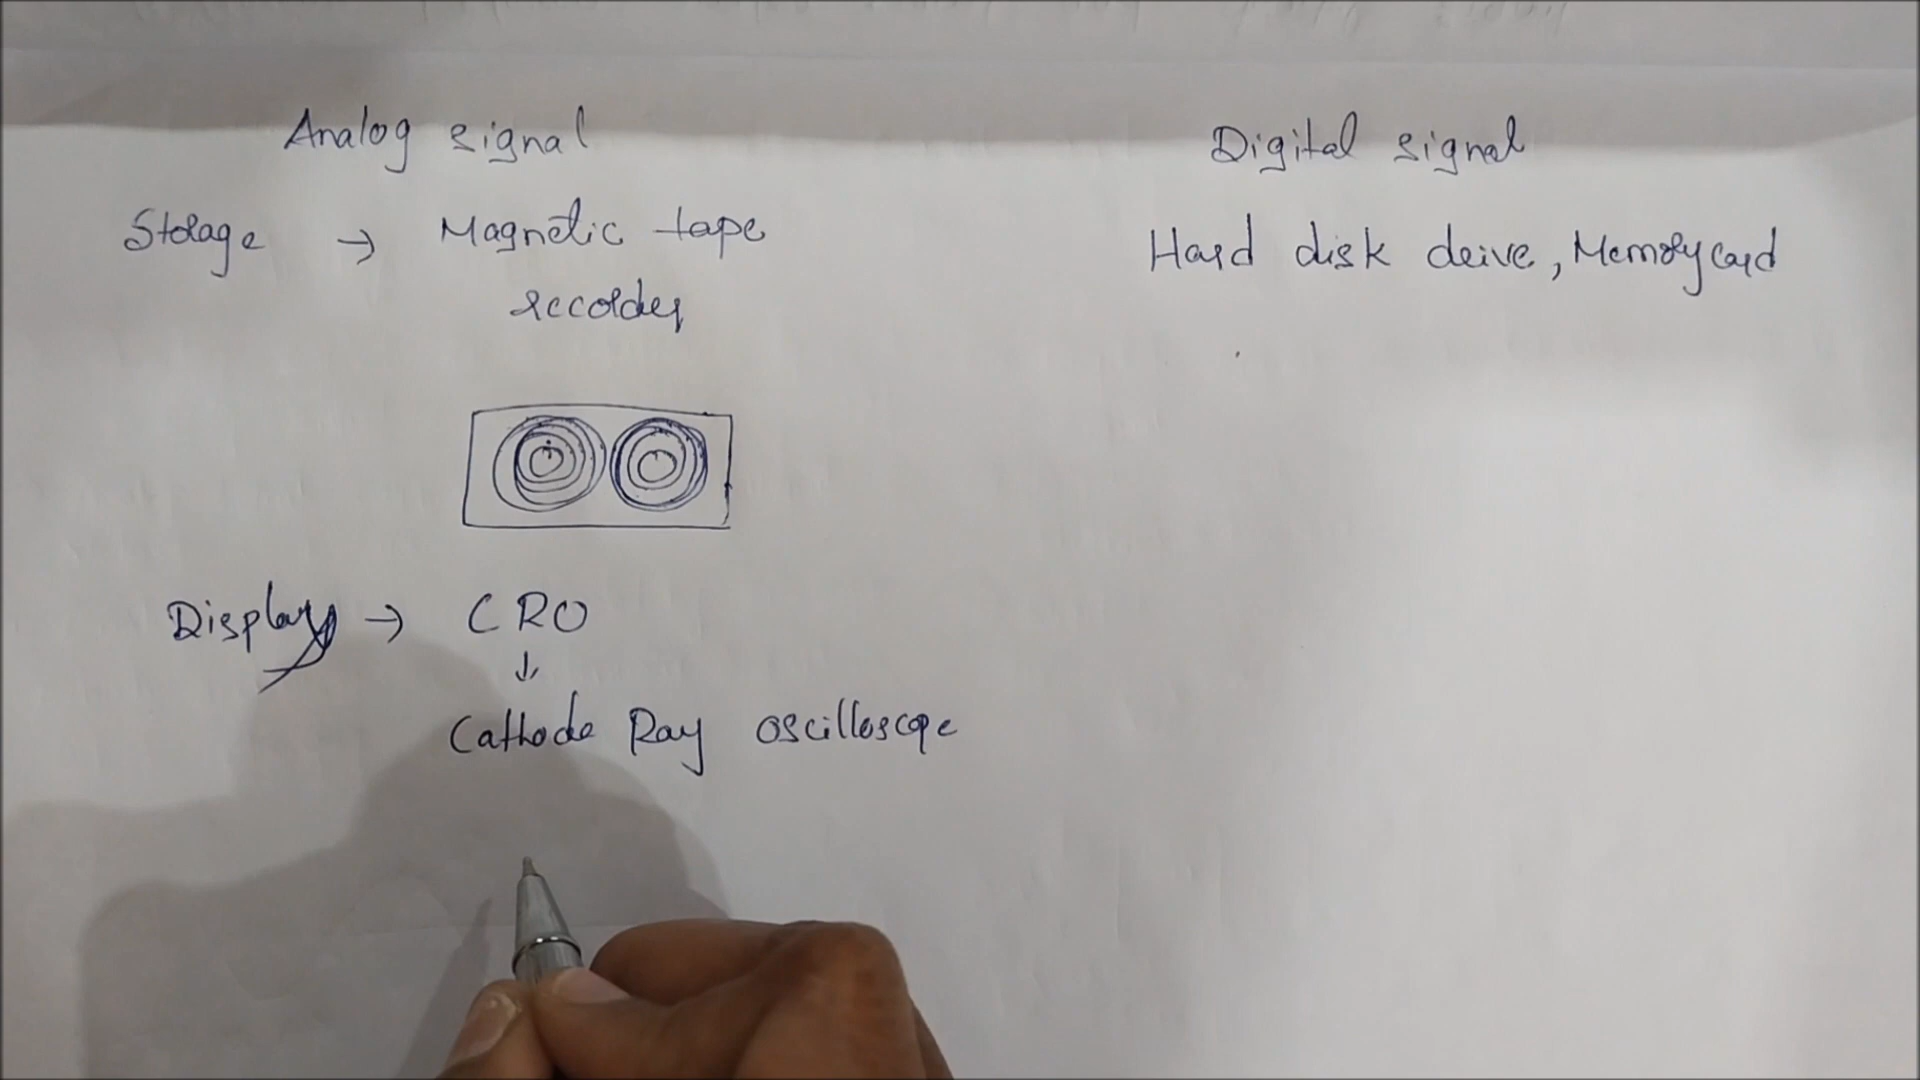 Analog signal
Digital signal
Storage → Magnetic tape
recorder
Hard disk drive, Memory card
Display → CRO
↓
Cathode Ray oscilloscope